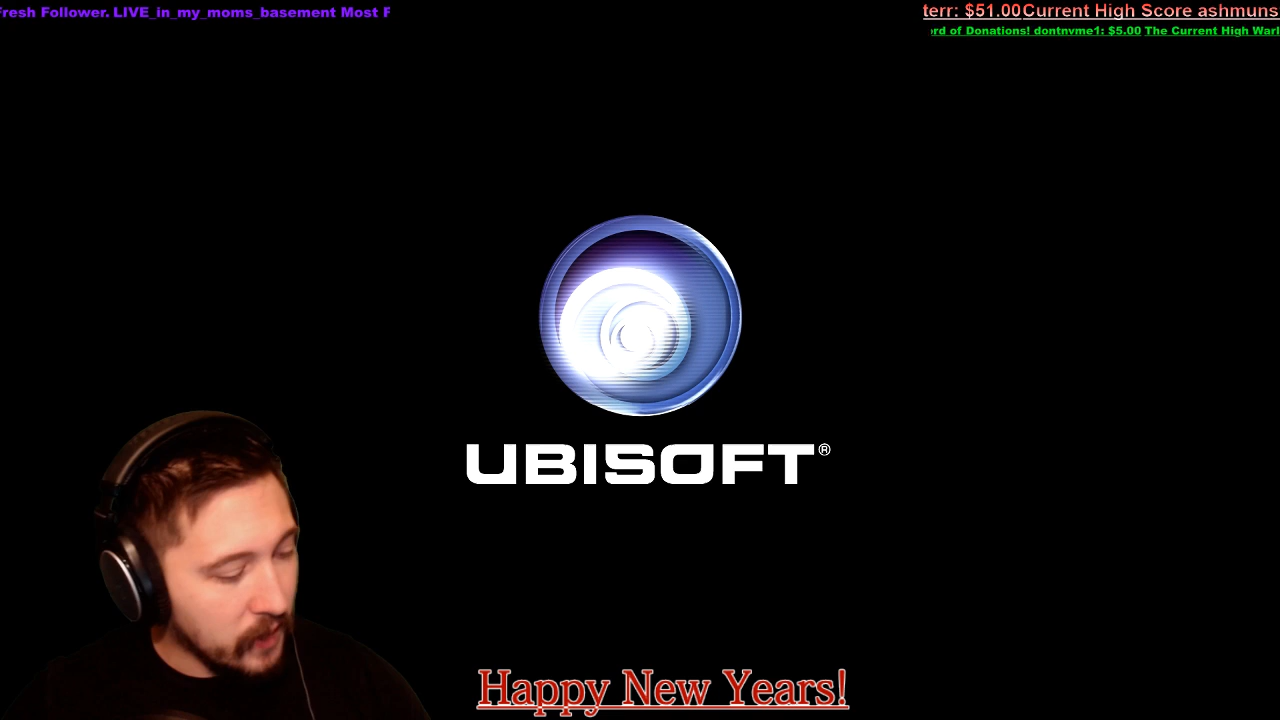 Fresh Follower. LIVE_in_my_moms_basement Most
terr: $51.00Current High Score ashmuns
rd of Donations! dontnvme1: $5.00 The Current High Warl
UBISOFT®
Happy New Years!